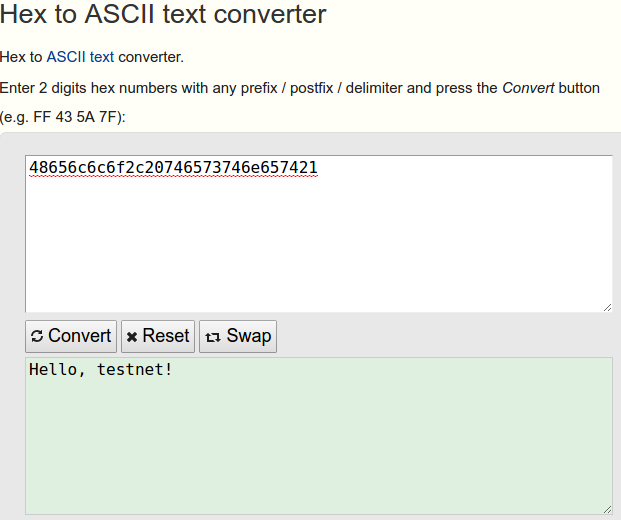 Hex to ASCII text converter
Hex to ASCII text converter.
Enter 2 digits hex numbers with any prefix / postfix / delimiter and press the Convert button
(e.g. FF 43 5A 7F):
48656c6c6f2c20746573746e657421
Convert Reset Swap
Hello, testnet!